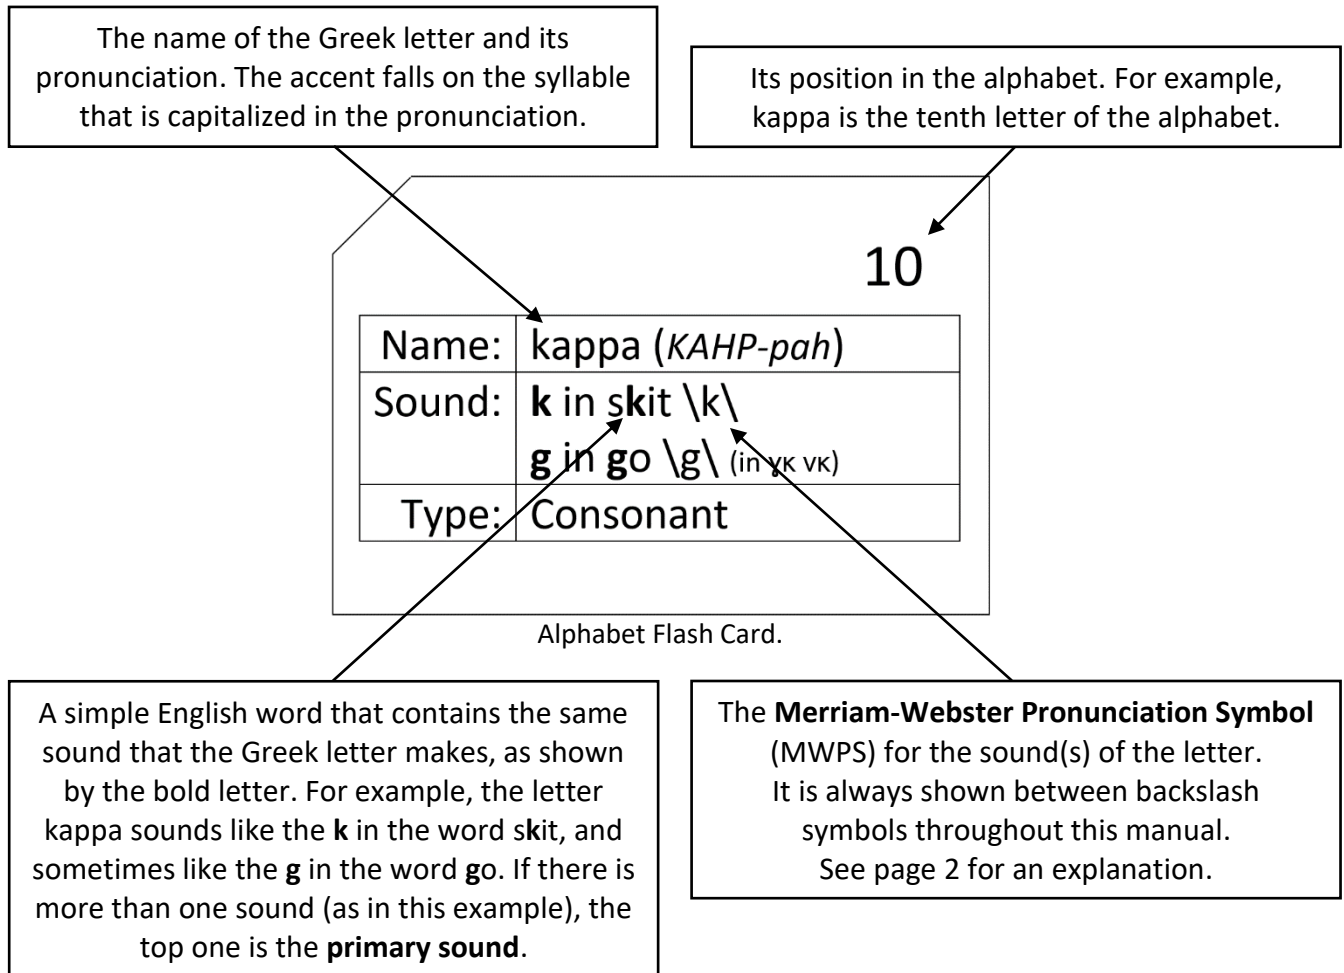 The name of the Greek letter and its
pronunciation. The accent falls on the syllable
that is capitalized in the pronunciation.
Its position in the alphabet. For example,
kappa is the tenth letter of the alphabet.
10
Name: kappa (KAHP-pah)
Sound: k in skit \k\
g in go \g\ (in γκ νκ)
Type: Consonant
Alphabet Flash Card.
A simple English word that contains the same
sound that the Greek letter makes, as shown
by the bold letter. For example, the letter
kappa sounds like the k in the word skit, and
sometimes like the g in the word go. If there is
more than one sound (as in this example), the
top one is the primary sound.
The Merriam-Webster Pronunciation Symbol
(MWPS) for the sound(s) of the letter.
It is always shown between backslash
symbols throughout this manual.
See page 2 for an explanation.